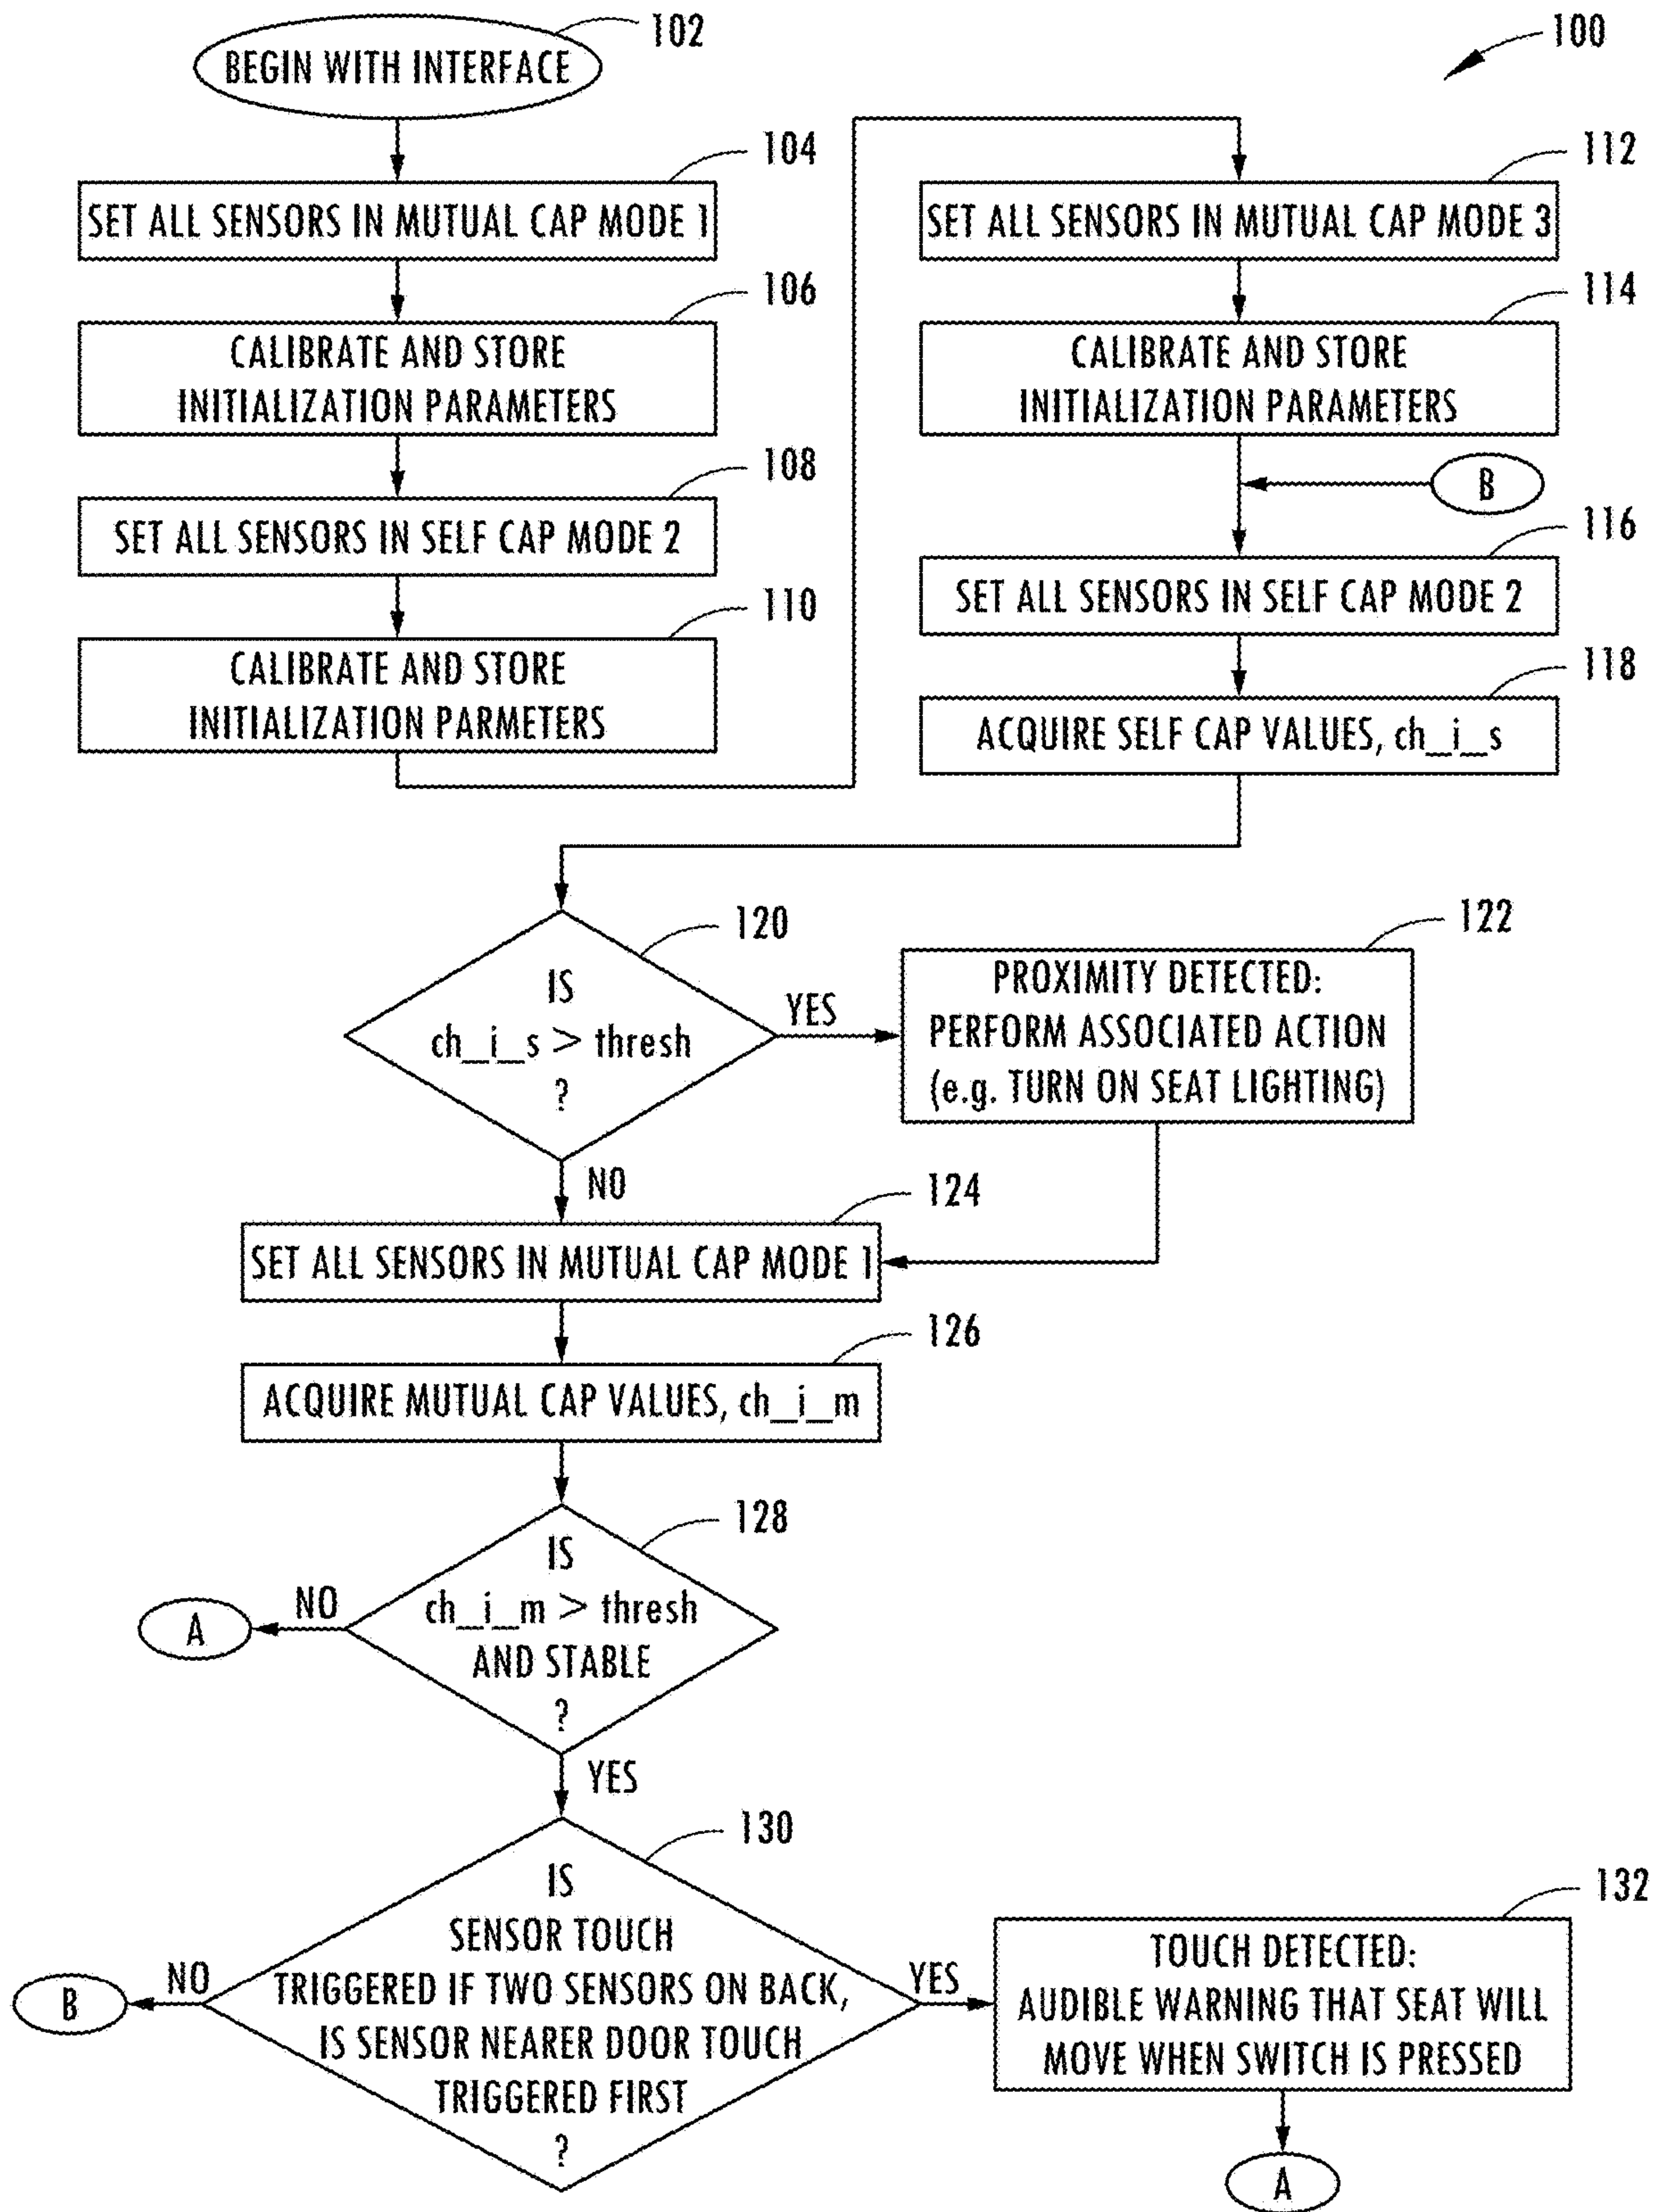 102
BEGIN WITH INTERFACE
100
104
SET ALL SENSORS IN MUTUAL CAP MODE 1
106
CALIBRATE AND STORE
INITIALIZATION PARAMETERS
108
SET ALL SENSORS IN SELF CAP MODE 2
110
CALIBRATE AND STORE
INITIALIZATION PARMETERS
112
SET ALL SENSORS IN MUTUAL CAP MODE 3
114
CALIBRATE AND STORE
INITIALIZATION PARAMETERS
B
116
SET ALL SENSORS IN SELF CAP MODE 2
118
ACQUIRE SELF CAP VALUES, ch_i_s
120
IS
ch_i_s > thresh
?
YES
122
PROXIMITY DETECTED:
PERFORM ASSOCIATED ACTION
(e.g. TURN ON SEAT LIGHTING)
NO
124
SET ALL SENSORS IN MUTUAL CAP MODE 1
126
ACQUIRE MUTUAL CAP VALUES, ch_i_m
128
IS
ch_i_m > thresh
AND STABLE
?
NO
A
YES
130
IS
SENSOR TOUCH
TRIGGERED IF TWO SENSORS ON BACK,
IS SENSOR NEARER DOOR TOUCH
TRIGGERED FIRST
?
NO
B
YES
132
TOUCH DETECTED:
AUDIBLE WARNING THAT SEAT WILL
MOVE WHEN SWITCH IS PRESSED
A